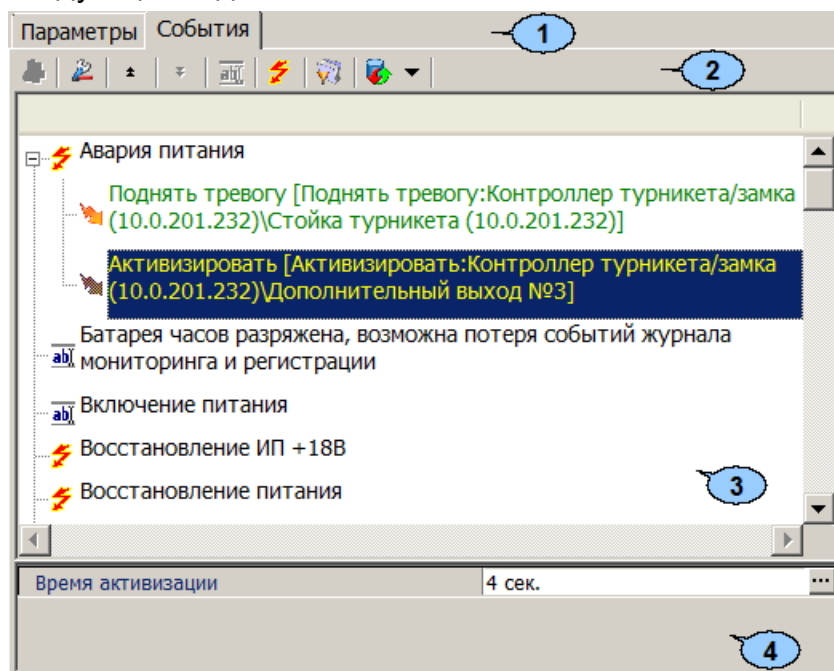 Параметры События
1
2
Авария питания
Поднять тревогу [Поднять тревогу:Контроллер турникета/замка
(10.0.201.232)\Стойка турникета (10.0.201.232)]
Активизировать [Активизировать:Контроллер турникета/замка
(10.0.201.232)\Дополнительный выход №3]
Батарея часов разряжена, возможна потеря событий журнала
мониторинга и регистрации
Включение питания
Восстановление ИП +18В
Восстановление питания
3
Время активизации 4 сек. ...
4